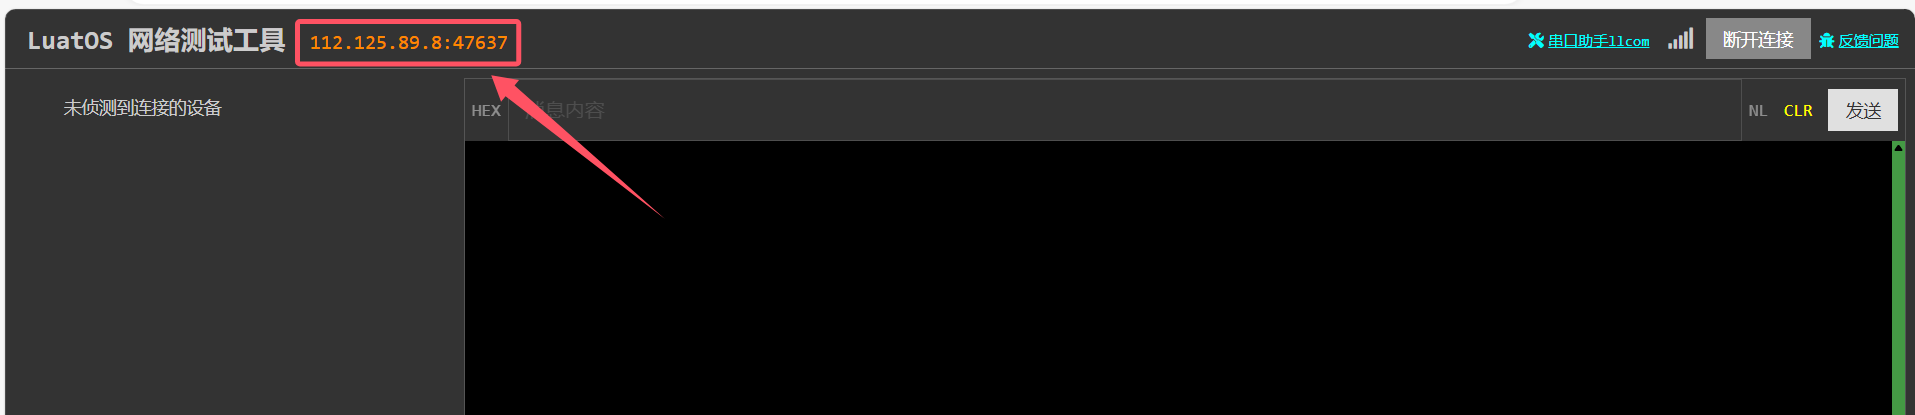 LuatOS 网络测试工具 112.125.89.8:47637 串口助手llcom 断开连接 反馈问题
未侦测到连接的设备
HEX 消息内容 NL CLR 发送